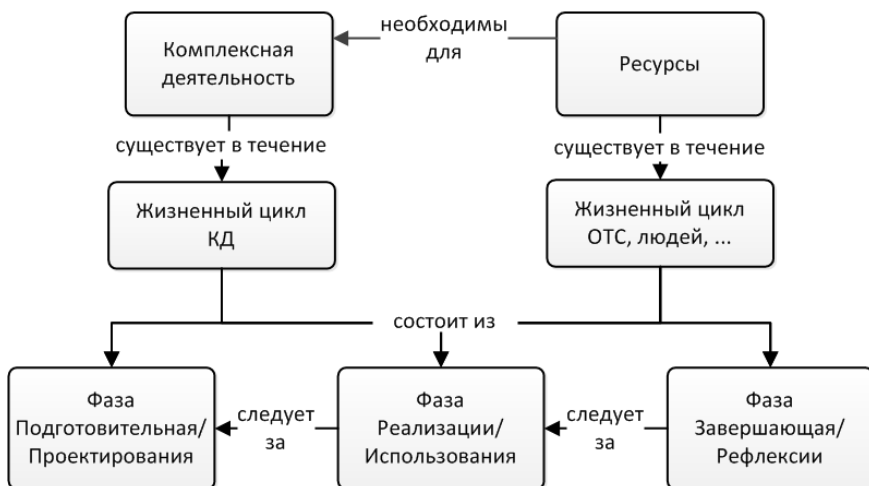 Комплексная
деятельность
необходимы
для
Ресурсы
существует в течение
существует в течение
Жизненный цикл
КД
Жизненный цикл
ОТС, людей, ...
состоит из
Фаза
Подготовительная/
Проектирования
следует
за
Фаза
Реализации/
Использования
следует
за
Фаза
Завершающая/
Рефлексии